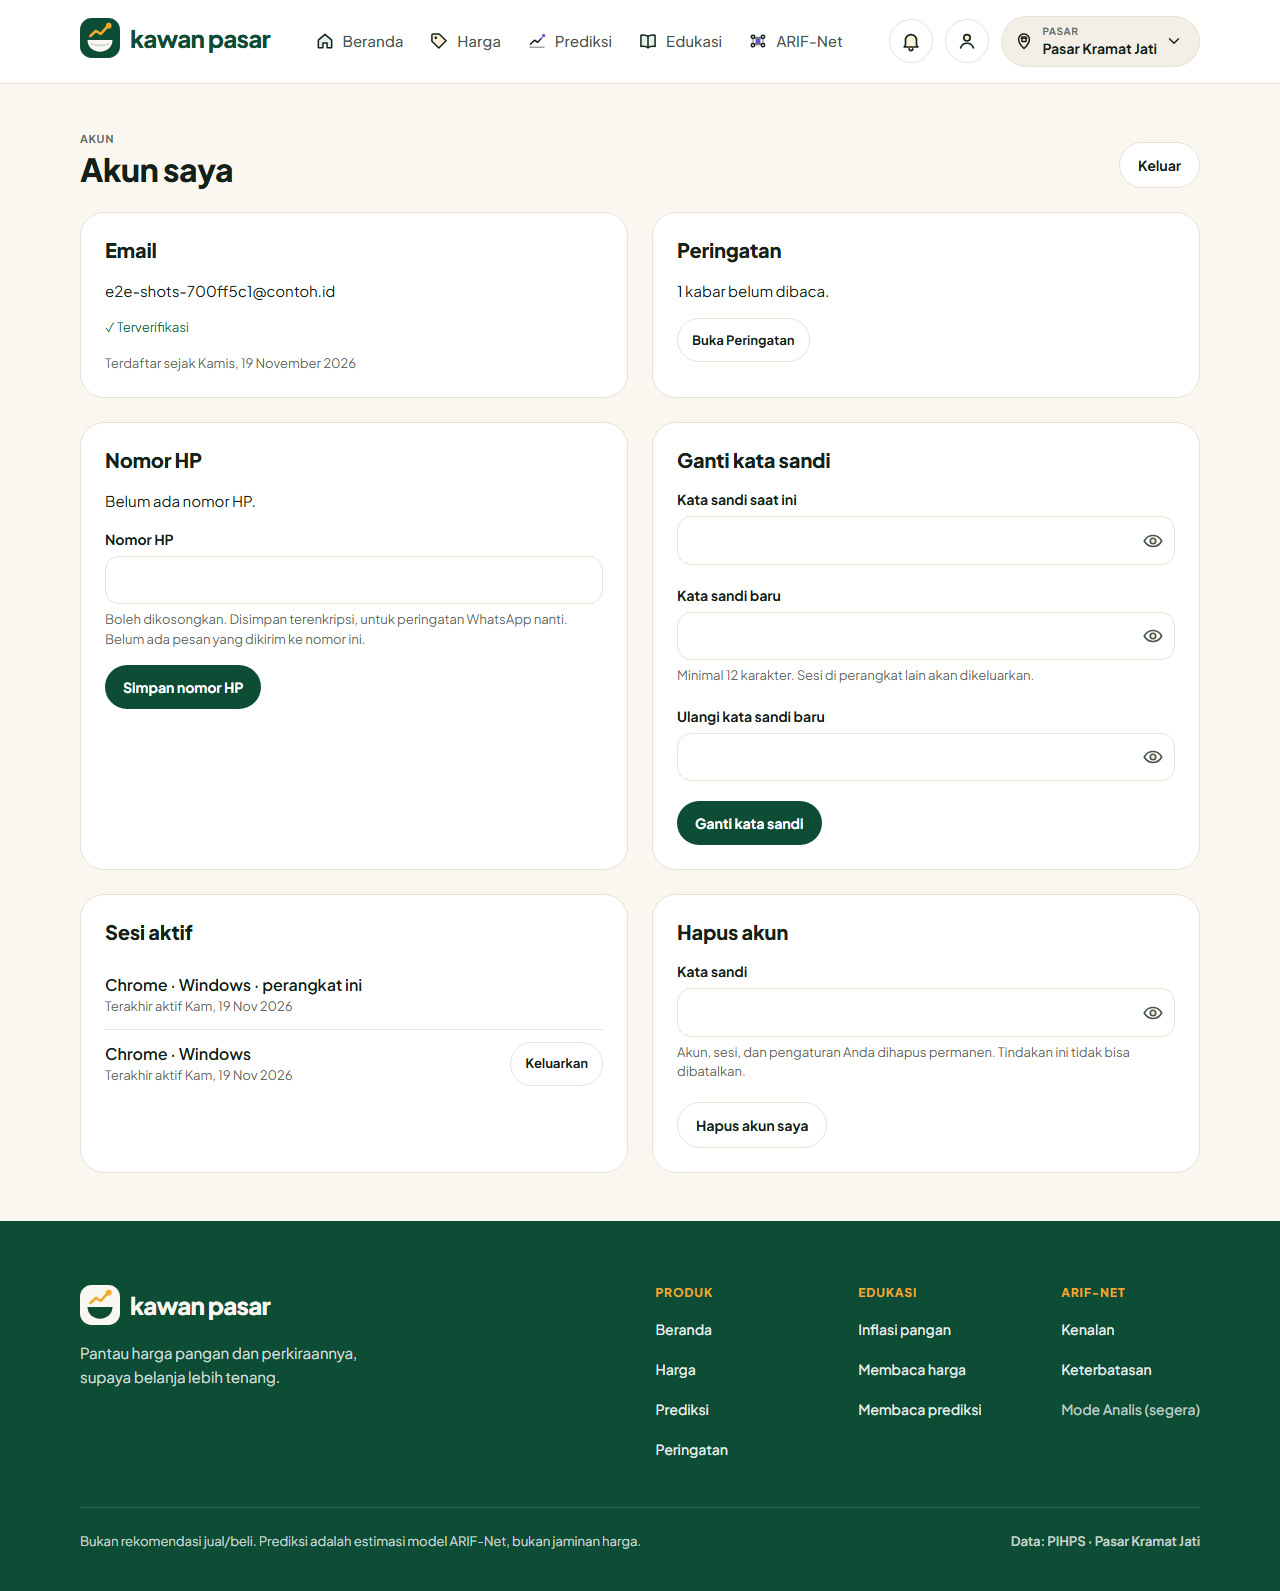 kawan pasar
Beranda
Harga
Prediksi
Edukasi
ARIF-Net
PASAR
Pasar Kramat Jati
AKUN
Akun saya
Keluar
Email
e2e-shots-700ff5c1@contoh.id
✓ Terverifikasi
Terdaftar sejak Kamis, 19 November 2026
Peringatan
1 kabar belum dibaca.
Buka Peringatan
Nomor HP
Belum ada nomor HP.
Nomor HP
Boleh dikosongkan. Disimpan terenkripsi, untuk peringatan WhatsApp nanti.
Belum ada pesan yang dikirim ke nomor ini.
Simpan nomor HP
Ganti kata sandi
Kata sandi saat ini
Kata sandi baru
Minimal 12 karakter. Sesi di perangkat lain akan dikeluarkan.
Ulangi kata sandi baru
Ganti kata sandi
Sesi aktif
Chrome · Windows · perangkat ini
Terakhir aktif Kam, 19 Nov 2026
Chrome · Windows
Terakhir aktif Kam, 19 Nov 2026
Keluarkan
Hapus akun
Kata sandi
Akun, sesi, dan pengaturan Anda dihapus permanen. Tindakan ini tidak bisa
dibatalkan.
Hapus akun saya
kawan pasar
Pantau harga pangan dan perkiraannya,
supaya belanja lebih tenang.
PRODUK
Beranda
Harga
Prediksi
Peringatan
EDUKASI
Inflasi pangan
Membaca harga
Membaca prediksi
ARIF-NET
Kenalan
Keterbatasan
Mode Analis (segera)
Bukan rekomendasi jual/beli. Prediksi adalah estimasi model ARIF-Net, bukan jaminan harga.
Data: PIHPS · Pasar Kramat Jati